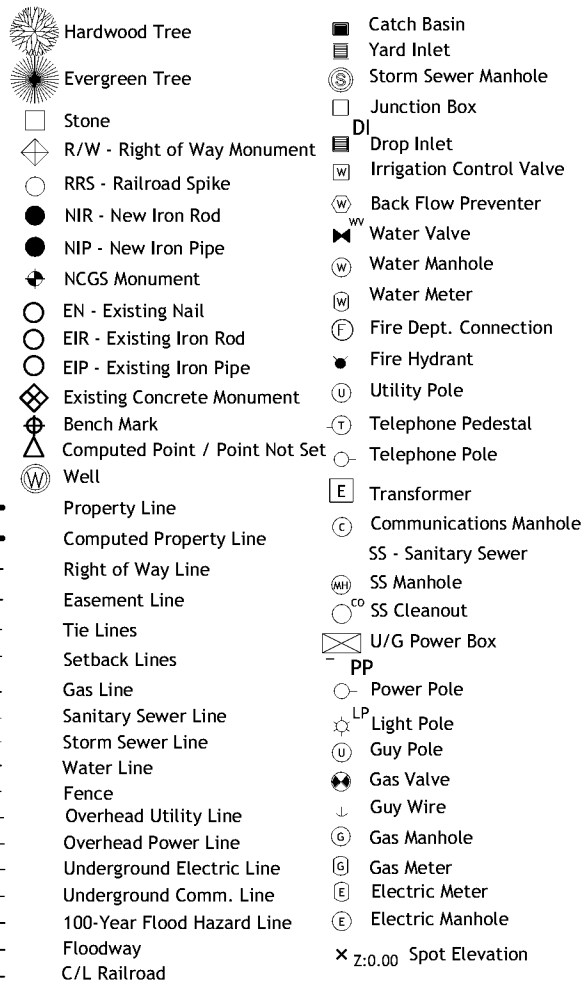 Hardwood Tree
Evergreen Tree
Stone
R/W - Right of Way Monument
RRS - Railroad Spike
NIR - New Iron Rod
NIP - New Iron Pipe
NCGS Monument
EN - Existing Nail
EIR - Existing Iron Rod
EIP - Existing Iron Pipe
Existing Concrete Monument
Bench Mark
Computed Point / Point Not Set
W Well
Property Line
Computed Property Line
Right of Way Line
Easement Line
Tie Lines
Setback Lines
Gas Line
Sanitary Sewer Line
Storm Sewer Line
Water Line
Fence
Overhead Utility Line
Overhead Power Line
Underground Electric Line
Underground Comm. Line
100-Year Flood Hazard Line
Floodway
C/L Railroad
Catch Basin
Yard Inlet
S Storm Sewer Manhole
Junction Box
DI
Drop Inlet
W Irrigation Control Valve
W Back Flow Preventer
WV Water Valve
W Water Manhole
W Water Meter
F Fire Dept. Connection
Fire Hydrant
U Utility Pole
T Telephone Pedestal
Telephone Pole
E Transformer
C Communications Manhole
SS - Sanitary Sewer
MH SS Manhole
CO SS Cleanout
U/G Power Box
PP
Power Pole
LP Light Pole
U Guy Pole
Gas Valve
Guy Wire
G Gas Manhole
G Gas Meter
E Electric Meter
E Electric Manhole
Z:0.00 Spot Elevation